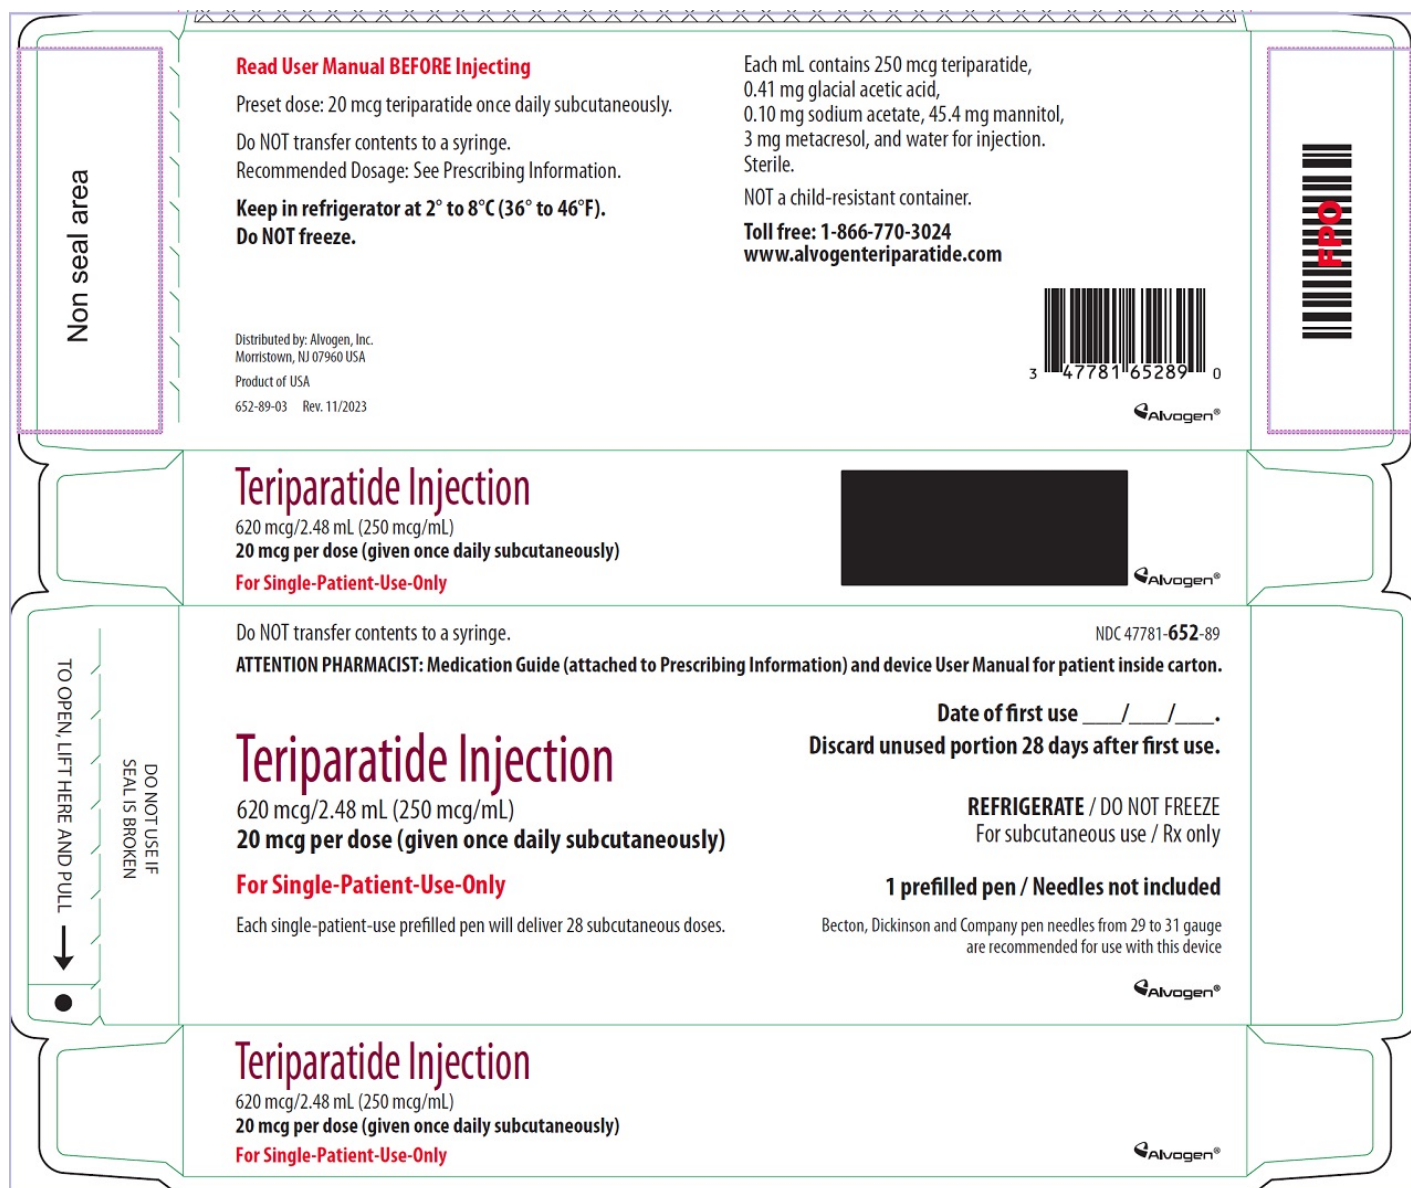 Non seal area
Read User Manual BEFORE Injecting
Preset dose: 20 mcg teriparatide once daily subcutaneously.
Do NOT transfer contents to a syringe.
Recommended Dosage: See Prescribing Information.
Keep in refrigerator at 2° to 8°C (36° to 46°F).
Do NOT freeze.
Distributed by: Alvogen, Inc.
Morristown, NJ 07960 USA
Product of USA
652-89-03 Rev. 11/2023
Each mL contains 250 mcg teriparatide,
0.41 mg glacial acetic acid,
0.10 mg sodium acetate, 45.4 mg mannitol,
3 mg metacresol, and water for injection.
Sterile.
NOT a child-resistant container.
Toll free: 1-866-770-3024
www.alvogenteriparatide.com
3 47781 65289 0
Alvogen®
FPO
Teriparatide Injection
620 mcg/2.48 mL (250 mcg/mL)
20 mcg per dose (given once daily subcutaneously)
For Single-Patient-Use-Only
Alvogen®
TO OPEN, LIFT HERE AND PULL
DO NOT USE IF
SEAL IS BROKEN
Do NOT transfer contents to a syringe.
NDC 47781-652-89
ATTENTION PHARMACIST: Medication Guide (attached to Prescribing Information) and device User Manual for patient inside carton.
Date of first use ___/___/___.
Discard unused portion 28 days after first use.
Teriparatide Injection
620 mcg/2.48 mL (250 mcg/mL)
20 mcg per dose (given once daily subcutaneously)
For Single-Patient-Use-Only
Each single-patient-use prefilled pen will deliver 28 subcutaneous doses.
REFRIGERATE / DO NOT FREEZE
For subcutaneous use / Rx only
1 prefilled pen / Needles not included
Becton, Dickinson and Company pen needles from 29 to 31 gauge
are recommended for use with this device
Alvogen®
Teriparatide Injection
620 mcg/2.48 mL (250 mcg/mL)
20 mcg per dose (given once daily subcutaneously)
For Single-Patient-Use-Only
Alvogen®